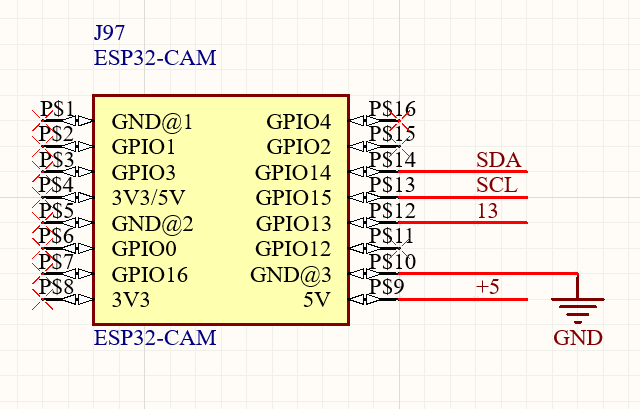 J97
ESP32-CAM
P$1 GND@1 GPIO4 P$16
P$2 GPIO1 GPIO2 P$15
P$3 GPIO3 GPIO14 P$14 SDA
P$4 3V3/5V GPIO15 P$13 SCL
P$5 GND@2 GPIO13 P$12 13
P$6 GPIO0 GPIO12 P$11
P$7 GPIO16 GND@3 P$10
P$8 3V3 5V P$9 +5
ESP32-CAM GND